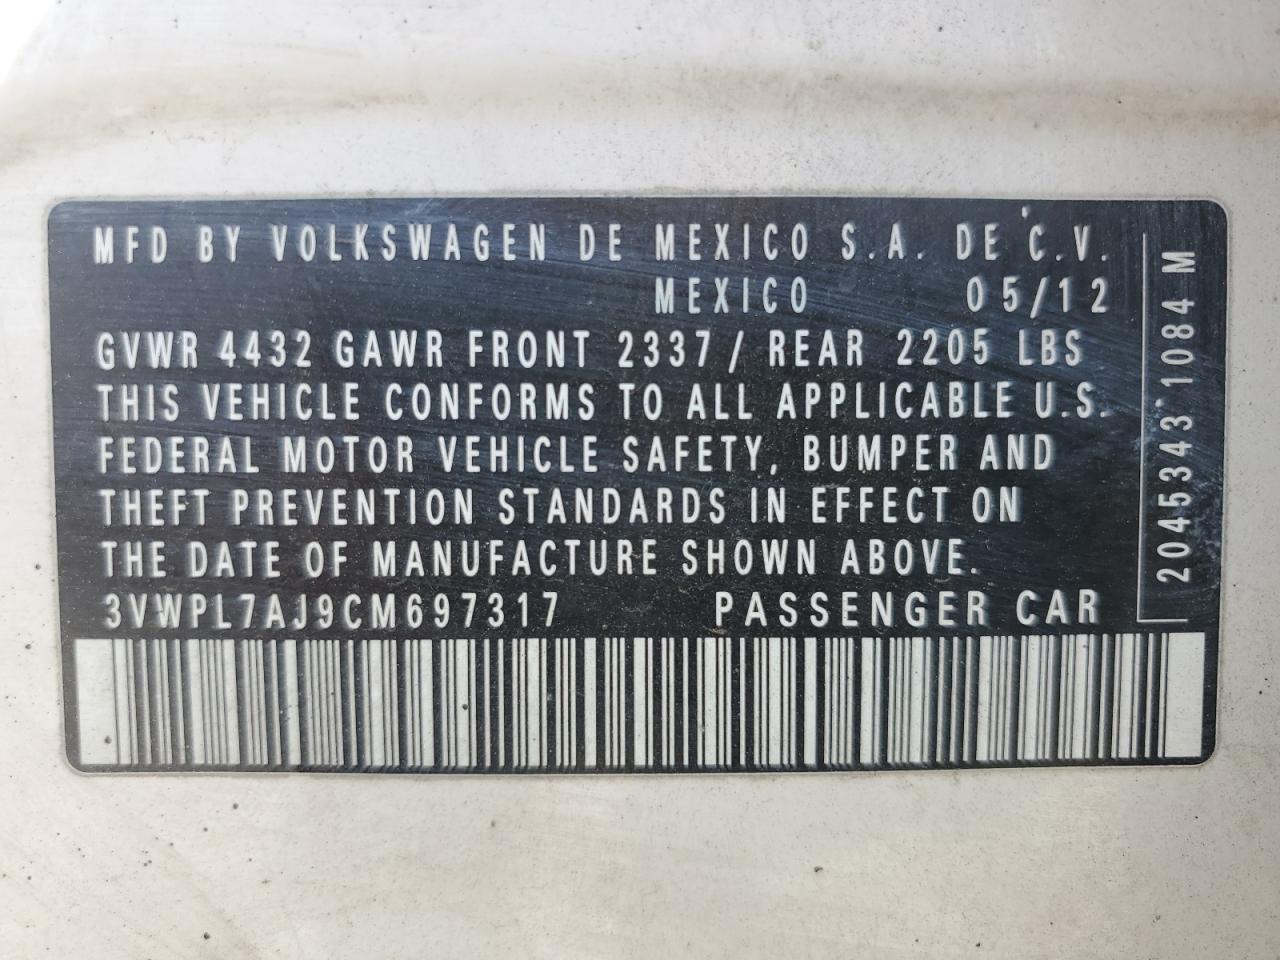 MFD BY VOLKSWAGEN DE MEXICO S.A. DE C.V.
MEXICO 05/12
GVWR 4432 GAWR FRONT 2337/ REAR 2205 LBS
THIS VEHICLE CONFORMS TO ALL APPLICABLE U.S.
FEDERAL MOTOR VEHICLE SAFETY, BUMPER AND
THEFT PREVENTION STANDARDS IN EFFECT ON
THE DATE OF MANUFACTURE SHOWN ABOVE.
3VWPL7AJ9CM697317 PASSENGER CAR
2045343 1084 M